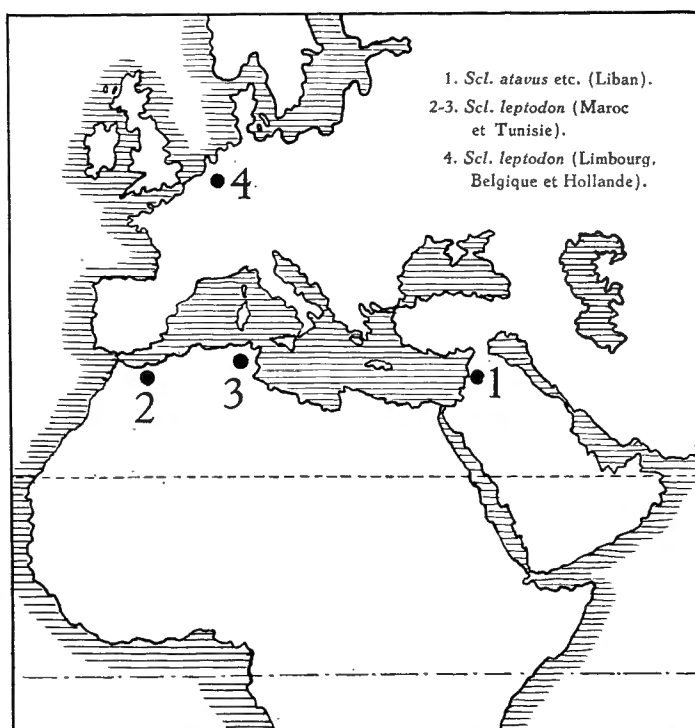 1. Scl. atavus etc. (Liban).
2-3. Scl. leptodon (Maroc
et Tunisie).
4. Scl. leptodon (Limbourg,
Belgique et Hollande).
4
3
2
1